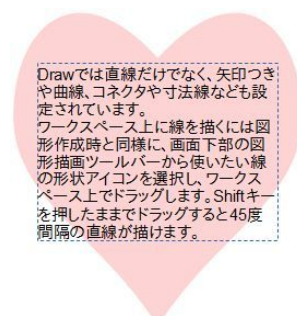 Drawでは直線だけでなく、矢印つき
や曲線、コネクタや寸法線なども設
定されています。
ワークスペース上に線を描くには図
形作成時と同様に、画面下部の図
形描画ツールバーから使いたい線
の形状アイコンを選択し、ワークス
ペース上でドラッグします。Shiftキー
を押したままでドラッグすると45度
間隔の直線が描けます。